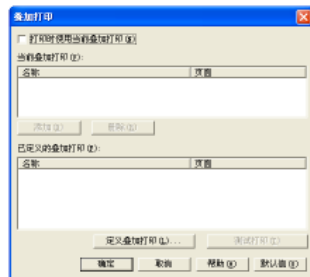 叠加打印
打印时使用当前叠加打印(W)
当前叠加打印(P):
名称 页面
添加(A) 删除(R)
已定义的叠加打印(P):
名称 页面
定义叠加打印(L)... 测试打印(T)
确定 取消 帮助(H) 默认值(D)